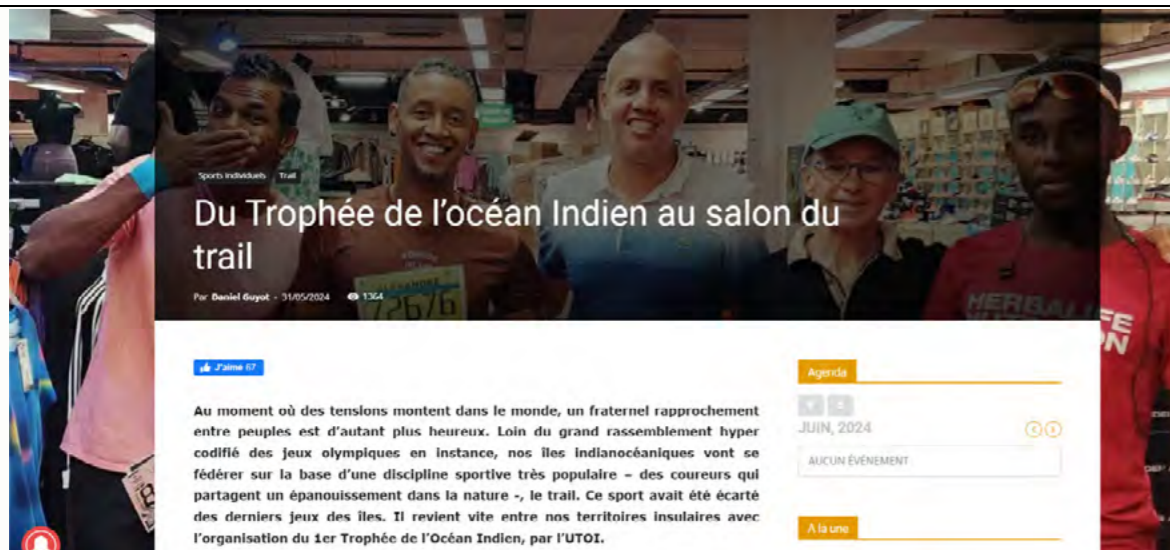 Sports individuels Trail
Du Trophée de l'océan Indien au salon du
trail
Par Daniel Guyot - 31/05/2024 1364
J'aime 67
Au moment où des tensions montent dans le monde, un fraternel rapprochement
entre peuples est d'autant plus heureux. Loin du grand rassemblement hyper
codifié des jeux olympiques en instance, nos îles indianocéaniques vont se
fédérer sur la base d'une discipline sportive très populaire – des coureurs qui
partagent un épanouissement dans la nature -, le trail. Ce sport avait été écarté
des derniers jeux des îles. Il revient vite entre nos territoires insulaires avec
l'organisation du 1er Trophée de l'Océan Indien, par l'UTOI.
Agenda
JUIN, 2024
AUCUN ÉVÉNEMENT
A la une
72676
HERBALIFE